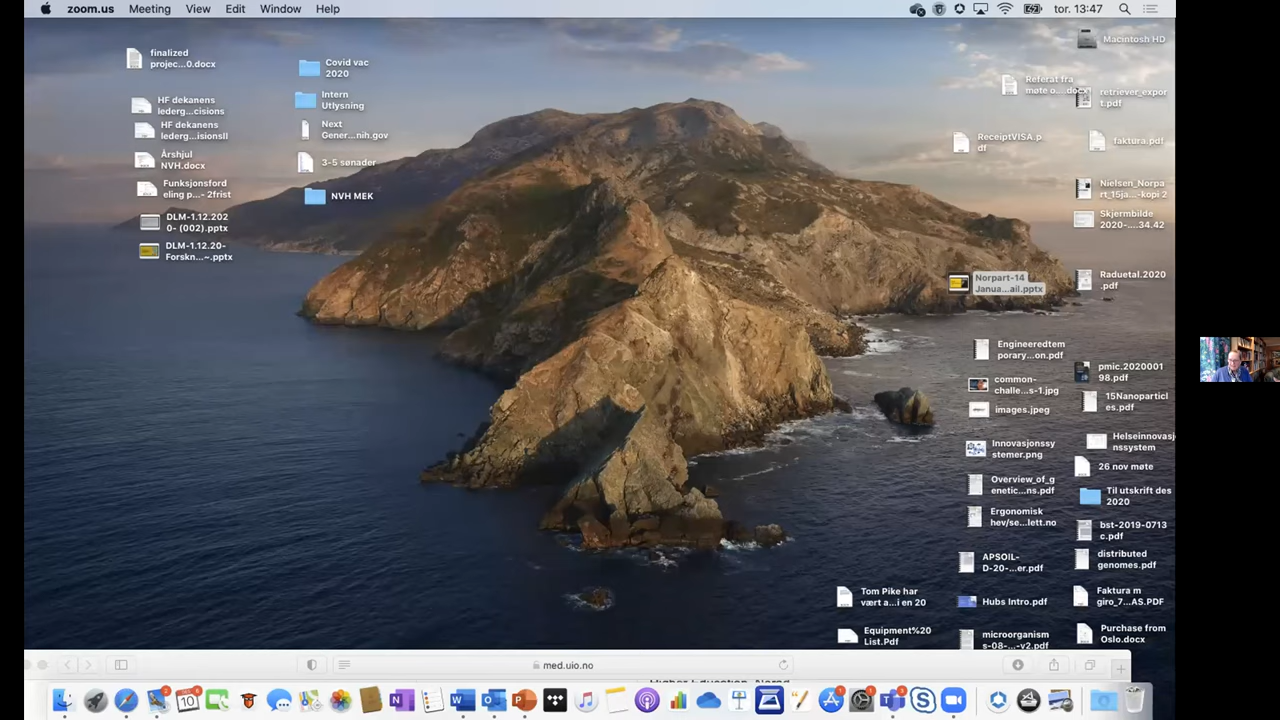 zoom.us Meeting View Edit Window Help
tor. 13:47
finalized
projec...0.docx
HF dekanens
lederg...cisions
HF dekanens
lederg...isionsII
Årshjul
NVH.docx
Funksjonsford
eling p...- 2frist
DLM-1.12.202
0- (002).pptx
DLM-1.12.20-
Forskn...~.pptx
Covid vac
2020
Intern
Utlysning
Next
Gener...nih.gov
3-5 sønader
NVH MEK
Macintosh HD
Referat fra
møte o...docx
retriever_expor
t.pdf
ReceiptVISA.p
df
faktura.pdf
Nielsen_Norpa
rt_15ja...- kopi 2
Skjermbilde
2020-....34.42
Norpart-14
Janua...ail.pptx
Raduetal.2020
.pdf
Engineeredtem
porary...on.pdf
pmic.2020001
98.pdf
common-
challe...s-1.jpg
15Nanoparticl
es.pdf
images.jpeg
Innovasjonssy
stemer.png
Helseinnovasj
nssystem
26 nov møte
Overview_of_g
enetic...ns.pdf
Til utskrift des
2020
Ergonomisk
hev/se...lett.no
bst-2019-0713
c.pdf
APSOIL-
D-20-...er.pdf
distributed
genomes.pdf
Tom Pike har
vært a...i en 20
Hubs Intro.pdf
Faktura m
giro_7...AS.PDF
Equipment%20
List.Pdf
microorganism
s-08-...-v2.pdf
Purchase from
Oslo.docx
med.uio.no
10